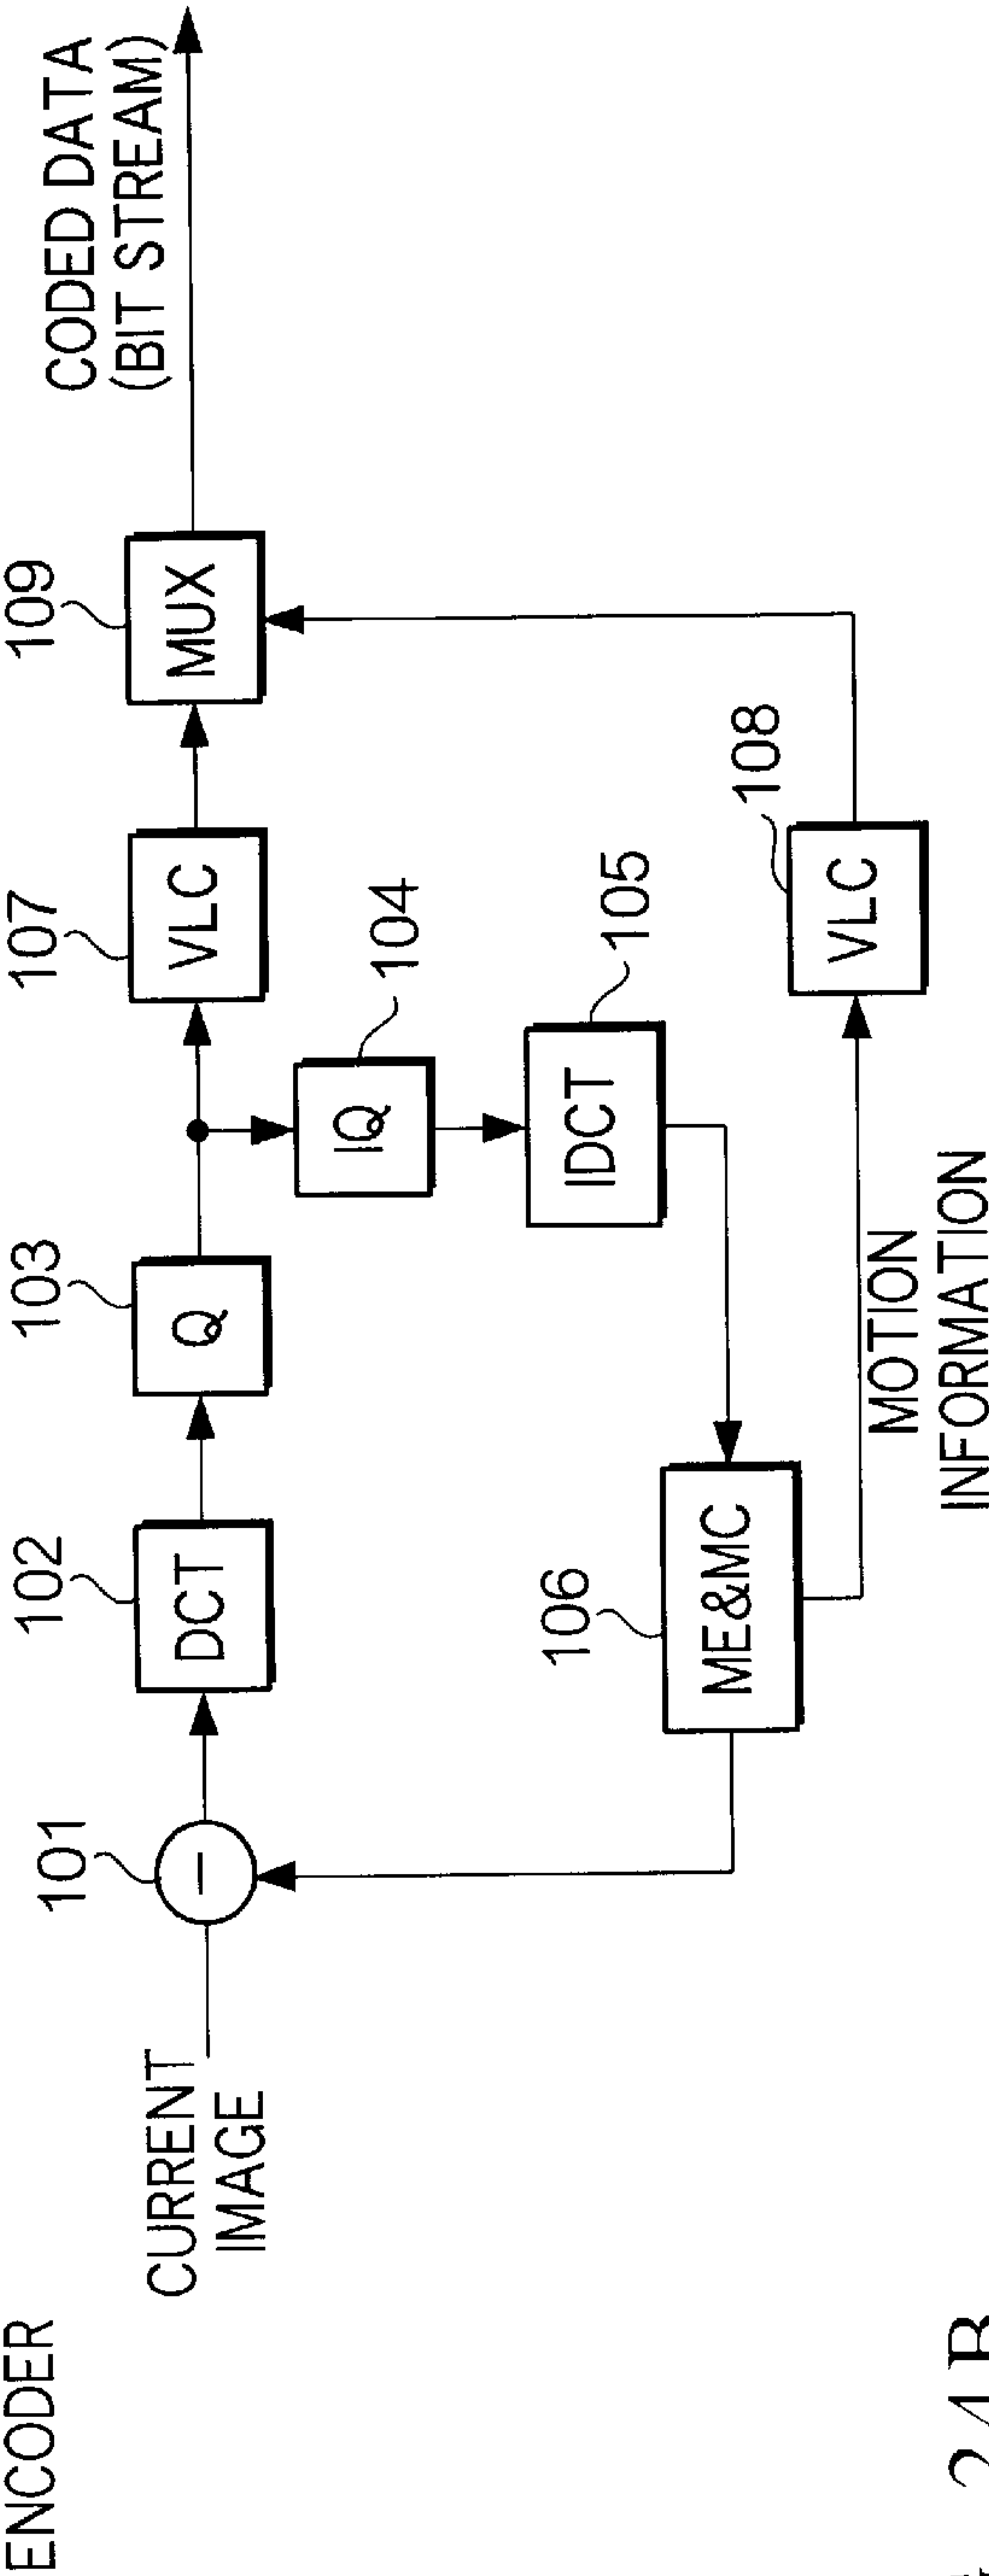 ENCODER
CODED DATA
(BIT STREAM)
101
102
103
107
109
CURRENT
IMAGE
−
DCT
Q
VLC
MUX
104
IQ
105
IDCT
106
ME&MC
108
VLC
MOTION
INFORMATION
24B